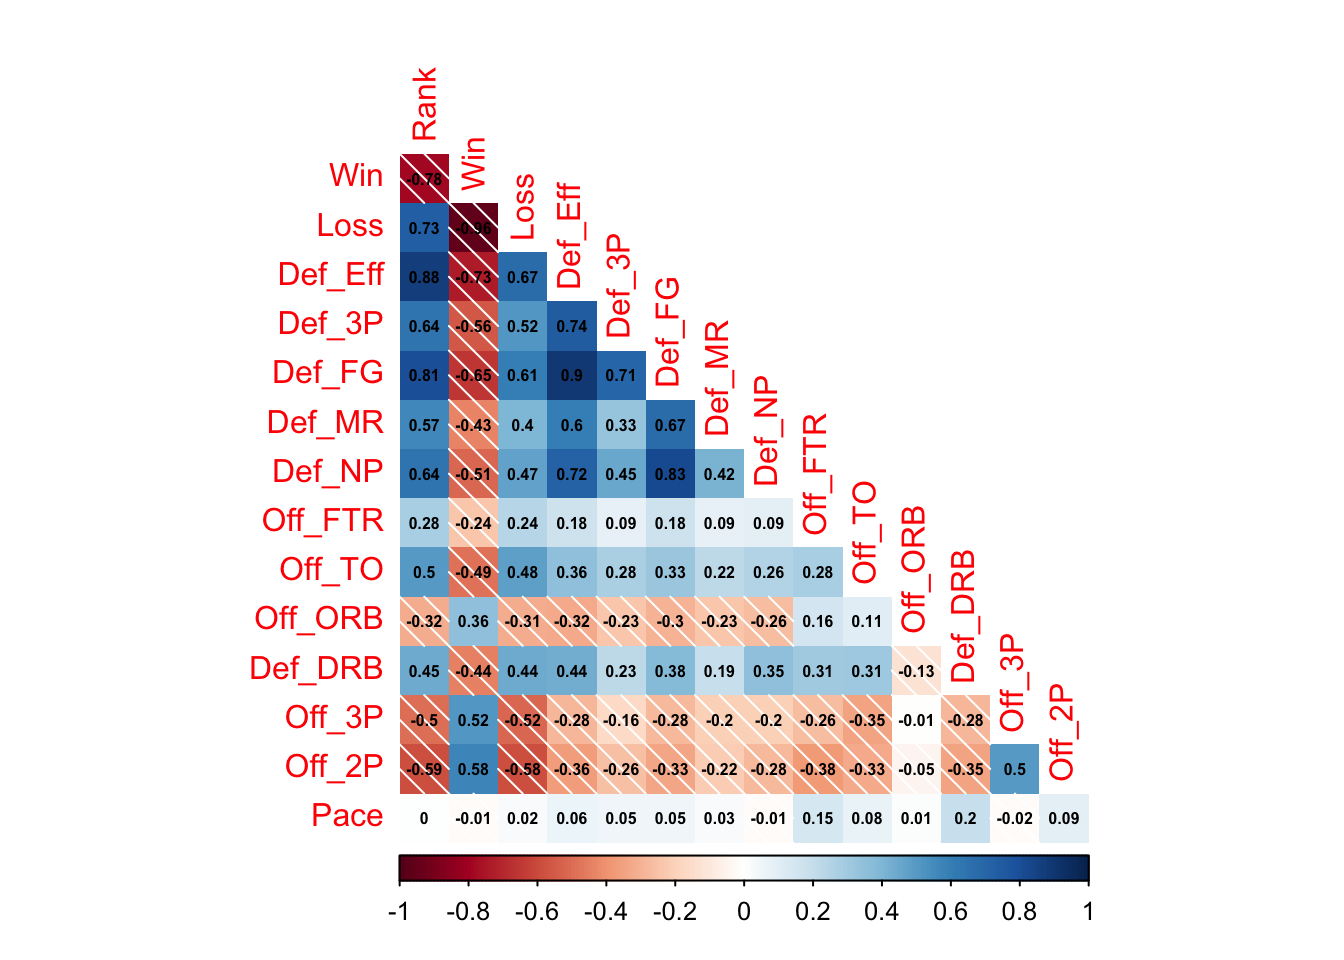 Rank
Win
Loss
Def_Eff
Def_3P
Def_FG
Def_MR
Def_NP
Off_FTR
Off_TO
Off_ORB
Def_DRB
Off_3P
Off_2P
Win -0.78
Loss 0.73 -0.96
Def_Eff 0.88 -0.73 0.67
Def_3P 0.64 -0.56 0.52 0.74
Def_FG 0.81 -0.65 0.61 0.9 0.71
Def_MR 0.57 -0.43 0.4 0.6 0.33 0.67
Def_NP 0.64 -0.51 0.47 0.72 0.45 0.83 0.42
Off_FTR 0.28 -0.24 0.24 0.18 0.09 0.18 0.09 0.09
Off_TO 0.5 -0.49 0.48 0.36 0.28 0.33 0.22 0.26 0.28
Off_ORB -0.32 0.36 -0.31 -0.32 -0.23 -0.3 -0.23 -0.26 0.16 0.11
Def_DRB 0.45 -0.44 0.44 0.44 0.23 0.38 0.19 0.35 0.31 0.31 -0.13
Off_3P -0.5 0.52 -0.52 -0.28 -0.16 -0.28 -0.2 -0.2 -0.26 -0.35 -0.01 -0.28
Off_2P -0.59 0.58 -0.58 -0.36 -0.26 -0.33 -0.22 -0.28 -0.38 -0.33 -0.05 -0.35 0.5
Pace 0 -0.01 0.02 0.06 0.05 0.05 0.03 -0.01 0.15 0.08 0.01 0.2 -0.02 0.09
-1 -0.8 -0.6 -0.4 -0.2 0 0.2 0.4 0.6 0.8 1